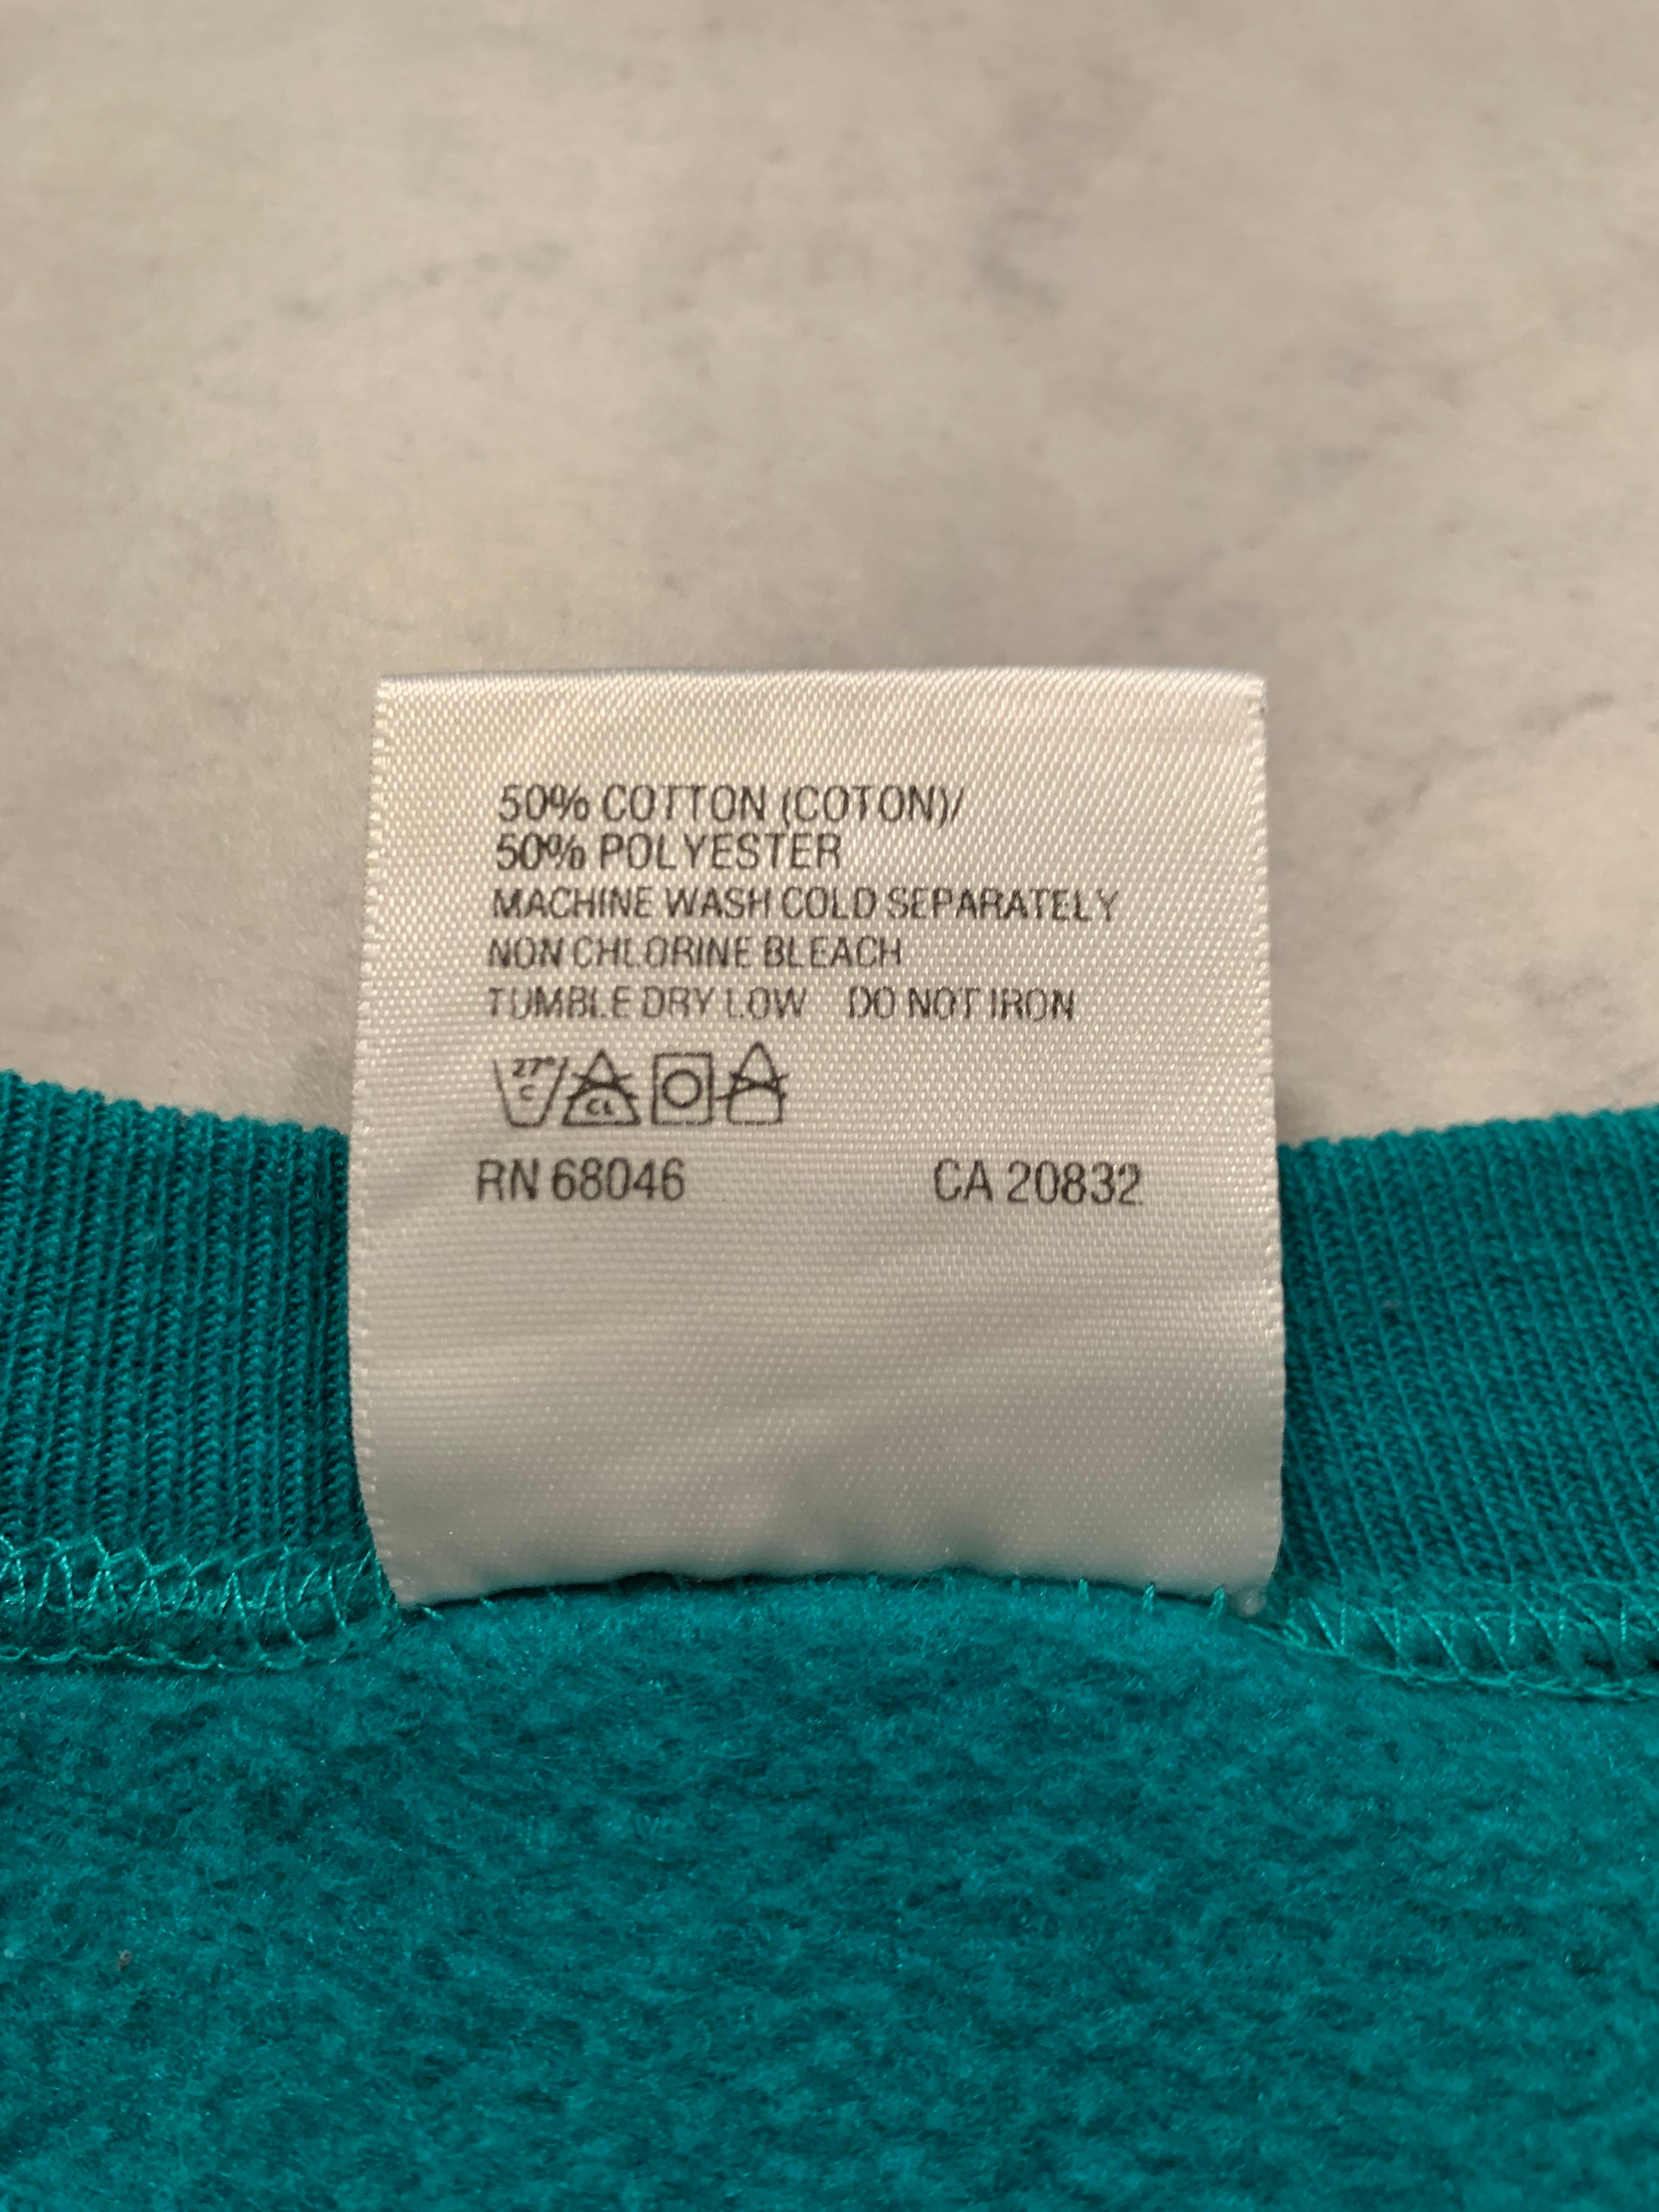 50% COTTON (COTON)/
50% POLYESTER
MACHINE WASH COLD SEPARATELY
NON CHLORINE BLEACH
TUMBLE DRY LOW DO NOT IRON
27° C CL
RN 68046 CA 20832